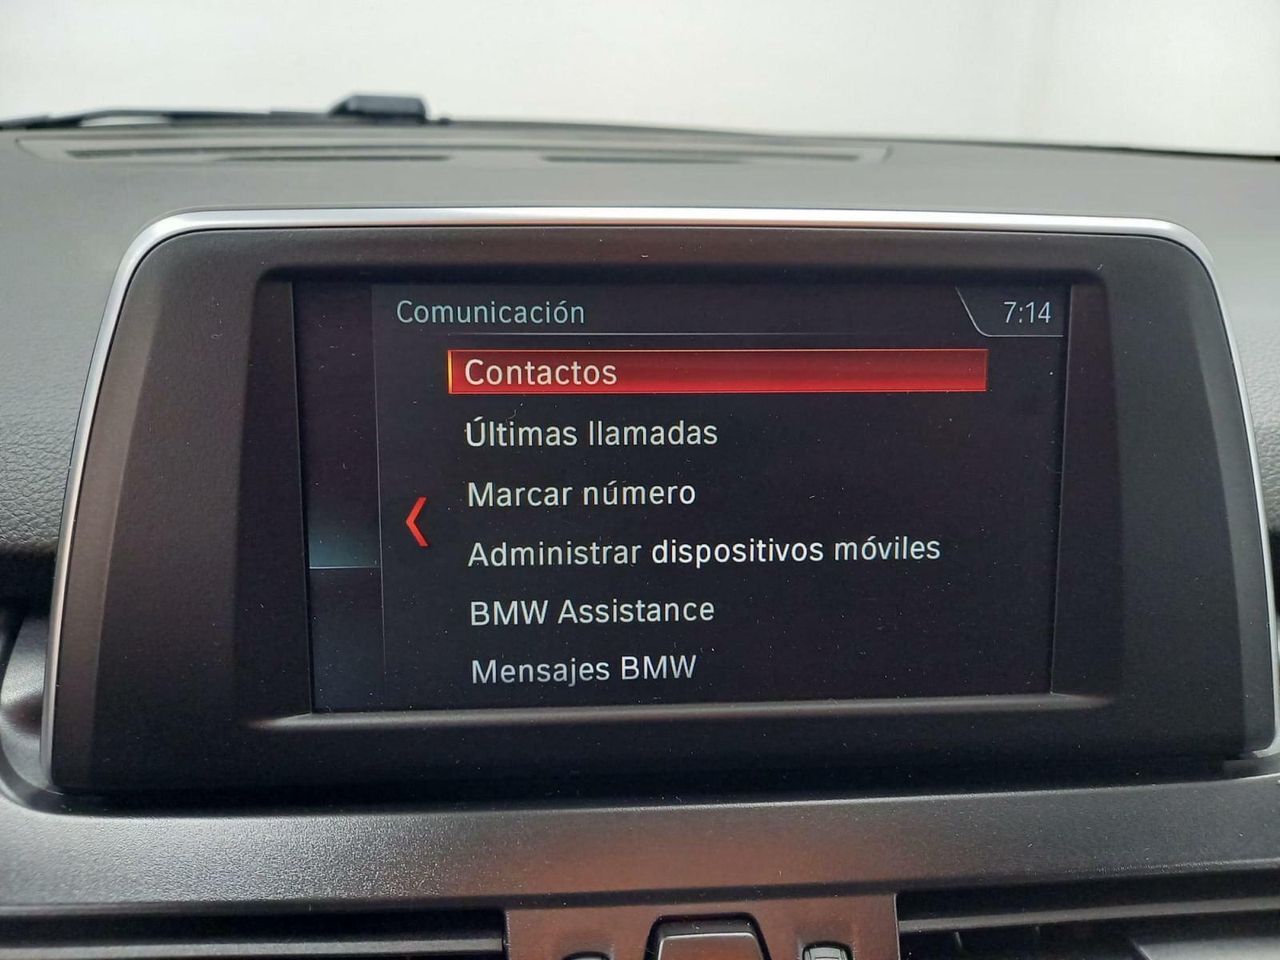 Comunicación
7:14
Contactos
Últimas llamadas
Marcar número
Administrar dispositivos móviles
BMW Assistance
Mensajes BMW